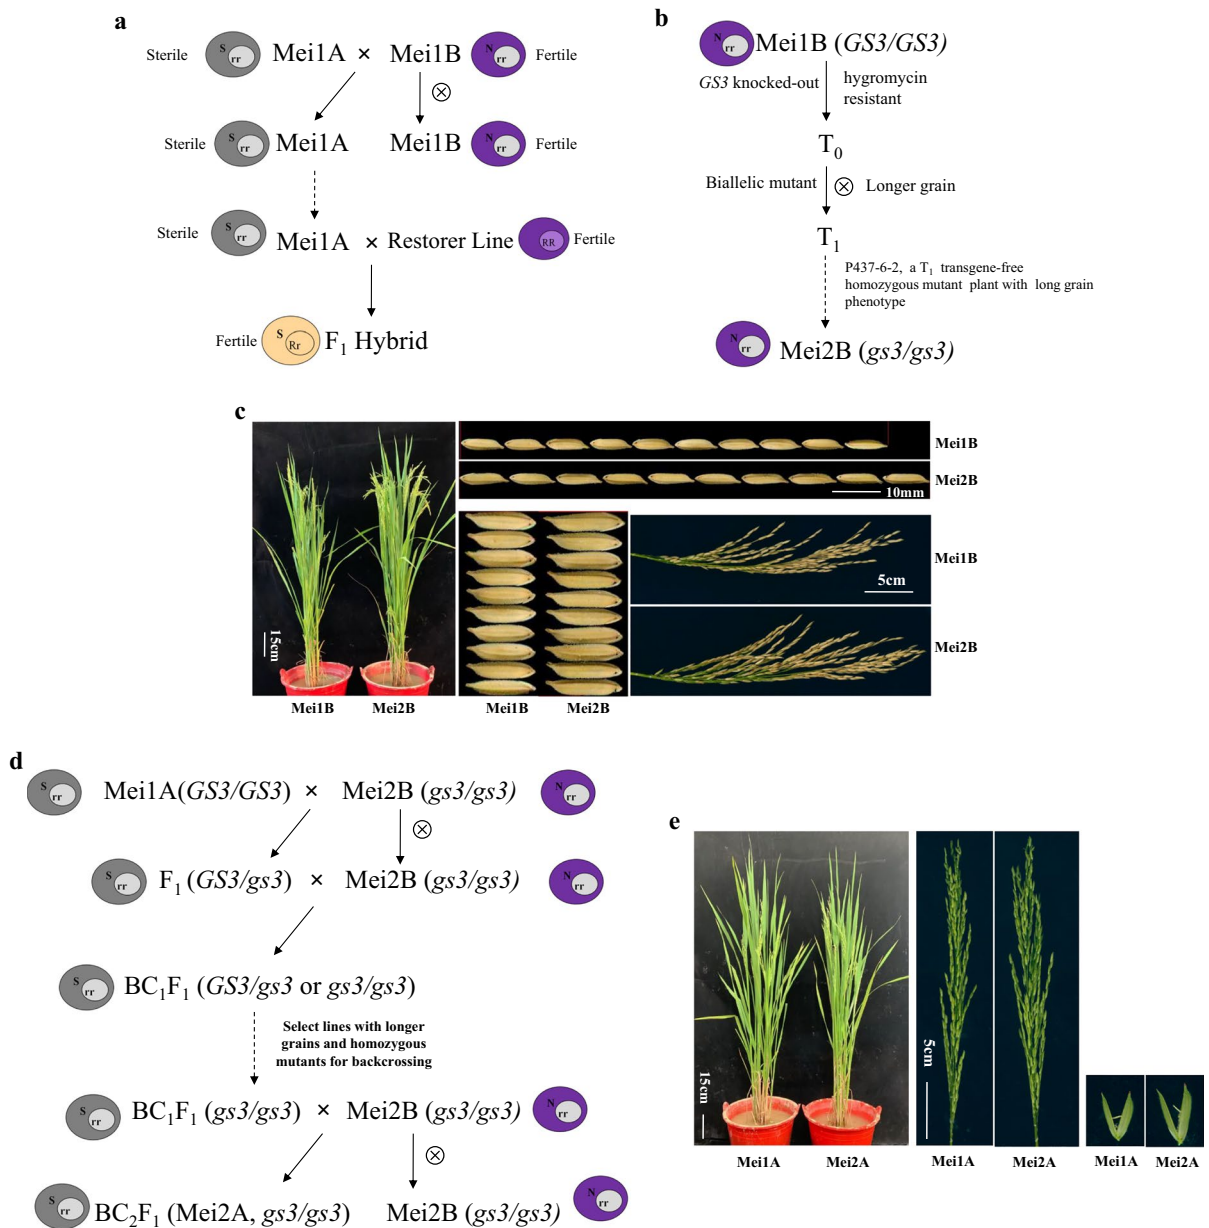 a
Sterile S rr Mei1A × Mei1B N rr Fertile
Sterile S rr Mei1A Mei1B N rr Fertile
Sterile S rr Mei1A × Restorer Line RR Fertile
Fertile S Rr F1 Hybrid
b
N rr Mei1B (GS3/GS3)
GS3 knocked-out hygromycin
resistant
T0
Biallelic mutant Longer grain
T1
P437-6-2, a T1 transgene-free
homozygous mutant plant with long grain
phenotype
N rr Mei2B (gs3/gs3)
c
Mei1B
Mei2B
10mm
15cm
Mei1B
5cm
Mei2B
Mei1B Mei2B Mei1B Mei2B
d
S rr Mei1A(GS3/GS3) × Mei2B (gs3/gs3) N rr
S rr F1 (GS3/gs3) × Mei2B (gs3/gs3) N rr
S rr BC1F1 (GS3/gs3 or gs3/gs3)
Select lines with longer
grains and homozygous
mutants for backcrossing
S rr BC1F1 (gs3/gs3) × Mei2B (gs3/gs3) N rr
S rr BC2F1 (Mei2A, gs3/gs3) Mei2B (gs3/gs3) N rr
e
15cm
5cm
Mei1A Mei2A Mei1A Mei2A Mei1A Mei2A